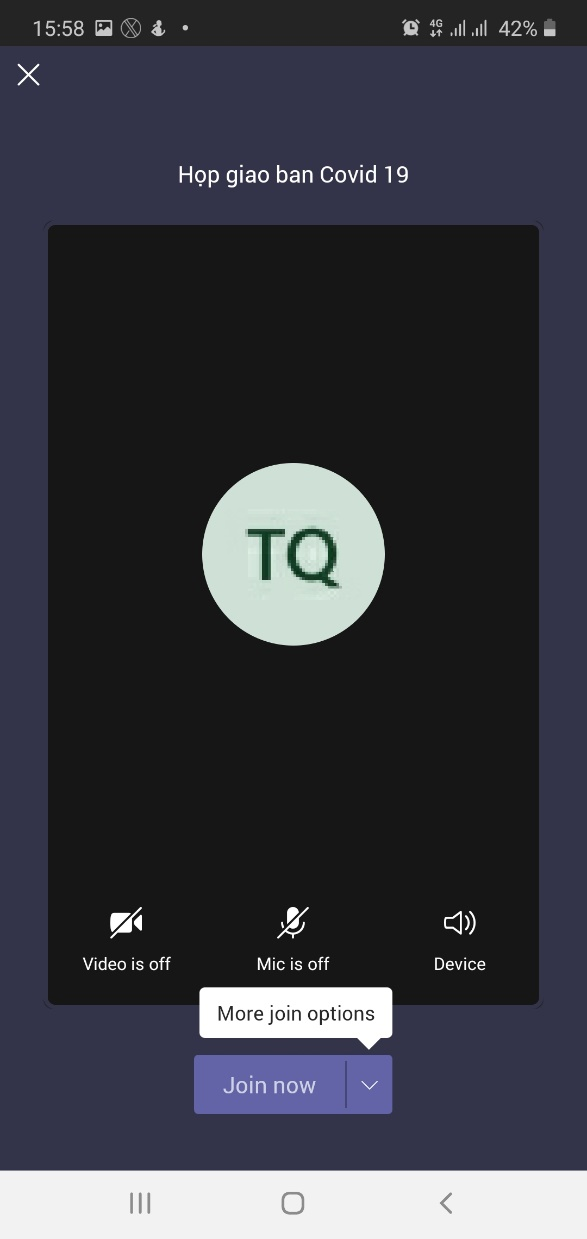 15:58 4G 42%
Họp giao ban Covid 19
TQ
Video is off Mic is off Device
More join options
Join now